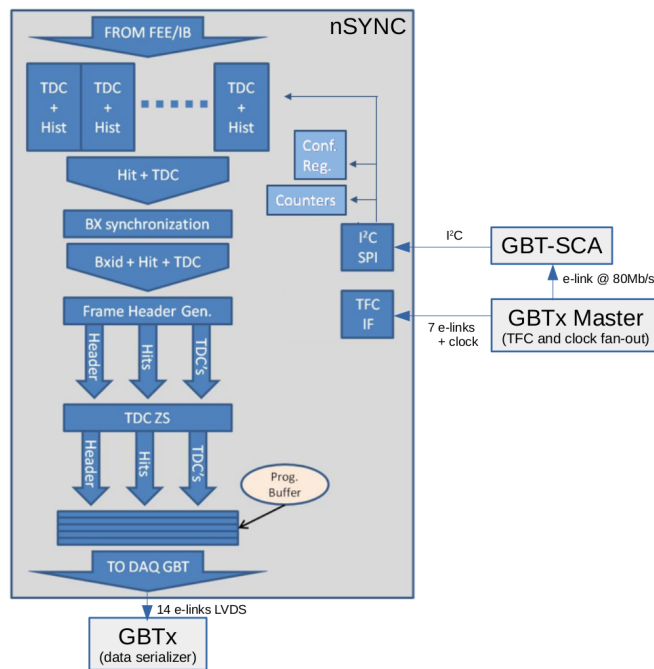 nSYNC
FROM FEE/IB
TDC
+
Hist
TDC
+
Hist
TDC
+
Hist
Conf.
Reg.
Hit + TDC
Counters
BX synchronization
I²C
SPI
I²C
GBT-SCA
Bxid + Hit + TDC
e-link @ 80Mb/s
Frame Header Gen.
TFC
IF
7 e-links
+ clock
GBTx Master
(TFC and clock fan-out)
Header
Hits
TDC's
TDC ZS
Header
Hits
TDC's
Prog.
Buffer
TO DAQ GBT
14 e-links LVDS
GBTx
(data serializer)